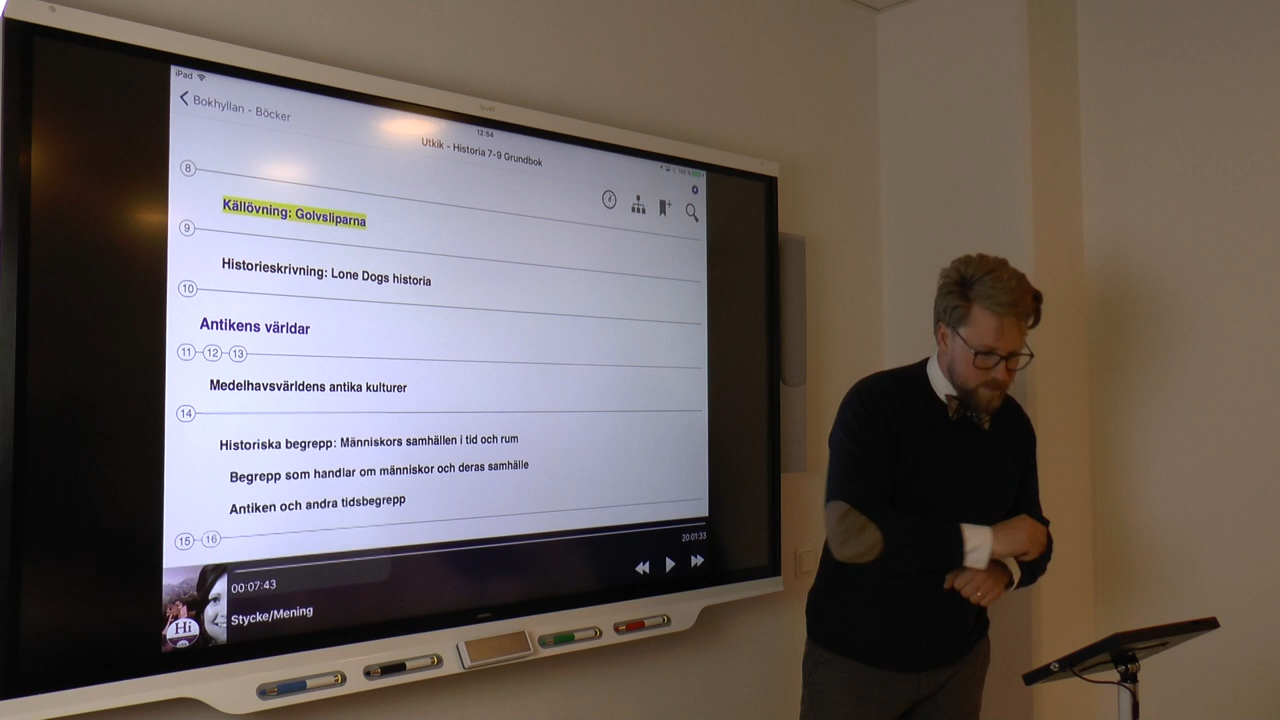 iPad
Bokhyllan - Böcker
12:54
Utkik - Historia 7-9 Grundbok
100 %
8
Källövning: Golvsliparna
9
Historieskrivning: Lone Dogs historia
10
Antikens världar
11 12 13
Medelhavsvärldens antika kulturer
14
Historiska begrepp: Människors samhällen i tid och rum
Begrepp som handlar om människor och deras samhälle
Antiken och andra tidsbegrepp
15 16
00:07:43
20:01:33
Stycke/Mening
Hi